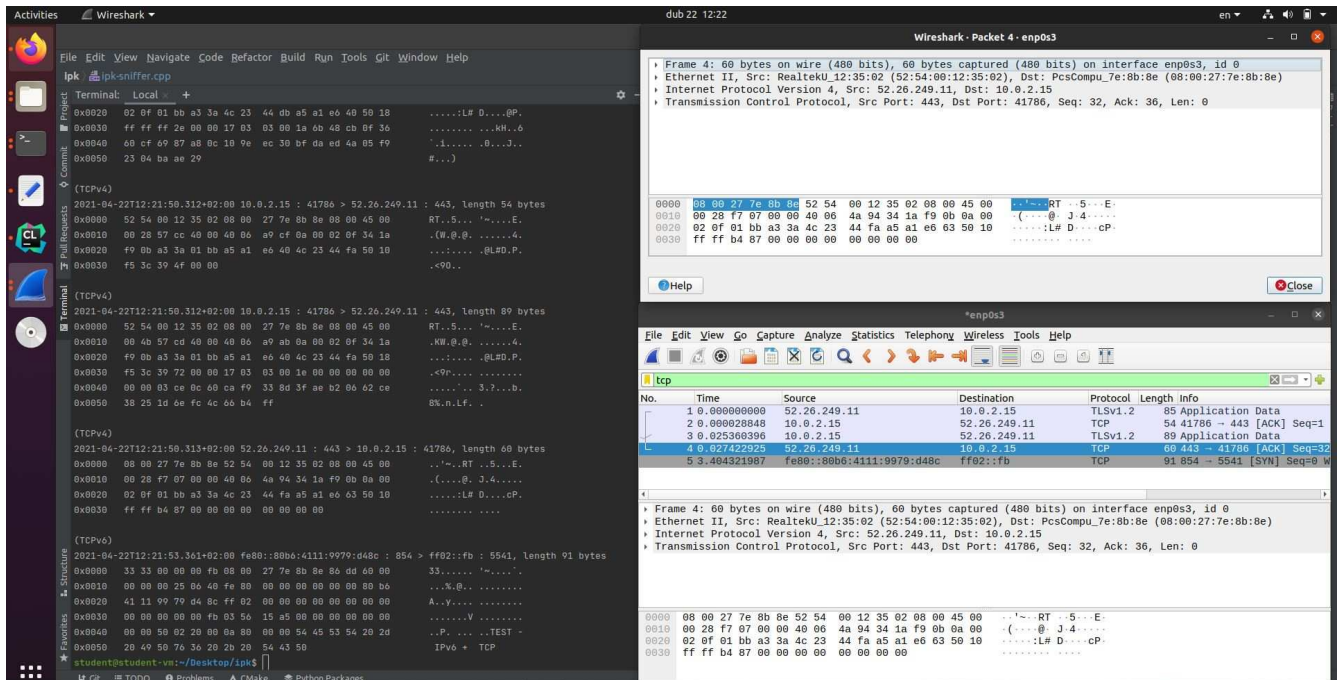 Activities Wireshark dub 22 12:22 en
File Edit View Navigate Code Refactor Build Run Tools Git Window Help
ipk ipk-sniffer.cpp
Terminal: Local × +
0x0020 02 0f 01 bb a3 3a 4c 23 44 db a5 a1 e6 40 50 18 .....:L# D....@P.
0x0030 ff ff ff 2e 00 00 17 03 03 00 1a 6b 48 cb 0f 36 ........ ...kH..6
0x0040 60 cf 69 87 a8 0c 10 9e ec 30 bf da ed 4a 05 f9 `.i..... .0...J..
0x0050 23 04 ba ae 29 #...)
(TCPv4)
2021-04-22T12:21:50.312+02:00 10.0.2.15 : 41786 > 52.26.249.11 : 443, length 54 bytes
0x0000 52 54 00 12 35 02 08 00 27 7e 8b 8e 08 00 45 00 RT..5... '~....E.
0x0010 00 28 57 cc 40 00 40 06 a9 cf 0a 00 02 0f 34 1a .(W.@.@. ......4.
0x0020 f9 0b a3 3a 01 bb a5 a1 e6 40 4c 23 44 fa 50 10 ...:.... .@L#D.P.
0x0030 f5 3c 39 4f 00 00 .<9O..
(TCPv4)
2021-04-22T12:21:50.313+02:00 10.0.2.15 : 41786 > 52.26.249.11 : 443, length 89 bytes
0x0000 52 54 00 12 35 02 08 00 27 7e 8b 8e 08 00 45 00 RT..5... '~....E.
0x0010 00 4b 57 cd 40 00 40 06 a9 ab 0a 00 02 0f 34 1a .KW.@.@. ......4.
0x0020 f9 0b a3 3a 01 bb a5 a1 e6 40 4c 23 44 fa 50 18 ...:.... .@L#D.P.
0x0030 f5 3c 39 72 00 00 17 03 03 00 1e 00 00 00 00 00 .<9r.... ........
0x0040 00 00 03 ce 0c 60 ca f9 33 8d 3f ae b2 06 62 ce .....`.. 3.?...b.
0x0050 38 25 1d 6e fc 4c 66 b4 ff 8%.n.Lf. .
(TCPv4)
2021-04-22T12:21:50.313+02:00 52.26.249.11 : 443 > 10.0.2.15 : 41786, length 60 bytes
0x0000 08 00 27 7e 8b 8e 52 54 00 12 35 02 08 00 45 00 ..'~..RT ..5...E.
0x0010 00 28 f7 07 00 00 40 06 4a 94 34 1a f9 0b 0a 00 .(....@. J.4.....
0x0020 02 0f 01 bb a3 3a 4c 23 44 fa a5 a1 e6 63 50 10 .....:L# D....cP.
0x0030 ff ff b4 87 00 00 00 00 00 00 00 00 ........ ....
(TCPv6)
2021-04-22T12:21:53.361+02:00 fe80::80b6:4111:9979:d48c : 854 > ff02::fb : 5541, length 91 bytes
0x0000 33 33 00 00 00 fb 08 00 27 7e 8b 8e 86 dd 60 00 33...... '~....`.
0x0010 00 00 00 25 06 40 fe 80 00 00 00 00 00 00 80 b6 ...%.@.. ........
0x0020 41 11 99 79 d4 8c ff 02 00 00 00 00 00 00 00 00 A..y.... ........
0x0030 00 00 00 00 00 fb 03 56 15 a5 00 00 00 00 00 00 .......V ........
0x0040 00 00 50 02 20 00 0a 80 00 00 54 45 53 54 20 2d ..P. ... ..TEST -
0x0050 20 49 50 76 36 20 2b 20 54 43 50 IPv6 + TCP
student@student-vm:~/Desktop/ipk$
Project
Commit
Pull Requests
Terminal
Structure
Favorites
Git TODO Problems CMake Python Packages
Wireshark · Packet 4 · enp0s3
Frame 4: 60 bytes on wire (480 bits), 60 bytes captured (480 bits) on interface enp0s3, id 0
Ethernet II, Src: RealtekU_12:35:02 (52:54:00:12:35:02), Dst: PcsCompu_7e:8b:8e (08:00:27:7e:8b:8e)
Internet Protocol Version 4, Src: 52.26.249.11, Dst: 10.0.2.15
Transmission Control Protocol, Src Port: 443, Dst Port: 41786, Seq: 32, Ack: 36, Len: 0
0000 08 00 27 7e 8b 8e 52 54 00 12 35 02 08 00 45 00 ··'~··RT ··5···E·
0010 00 28 f7 07 00 00 40 06 4a 94 34 1a f9 0b 0a 00 ·(····@· J·4·····
0020 02 0f 01 bb a3 3a 4c 23 44 fa a5 a1 e6 63 50 10 ·····:L# D····cP·
0030 ff ff b4 87 00 00 00 00 00 00 00 00 ········ ····
Help Close
*enp0s3
File Edit View Go Capture Analyze Statistics Telephony Wireless Tools Help
tcp
No. Time Source Destination Protocol Length Info
1 0.000000000 52.26.249.11 10.0.2.15 TLSv1.2 85 Application Data
2 0.000028848 10.0.2.15 52.26.249.11 TCP 54 41786 → 443 [ACK] Seq=1
3 0.025360396 10.0.2.15 52.26.249.11 TLSv1.2 89 Application Data
4 0.027422925 52.26.249.11 10.0.2.15 TCP 60 443 → 41786 [ACK] Seq=32
5 3.404321987 fe80::80b6:4111:9979:d48c ff02::fb TCP 91 854 → 5541 [SYN] Seq=0 W
Frame 4: 60 bytes on wire (480 bits), 60 bytes captured (480 bits) on interface enp0s3, id 0
Ethernet II, Src: RealtekU_12:35:02 (52:54:00:12:35:02), Dst: PcsCompu_7e:8b:8e (08:00:27:7e:8b:8e)
Internet Protocol Version 4, Src: 52.26.249.11, Dst: 10.0.2.15
Transmission Control Protocol, Src Port: 443, Dst Port: 41786, Seq: 32, Ack: 36, Len: 0
0000 08 00 27 7e 8b 8e 52 54 00 12 35 02 08 00 45 00 ··'~··RT ··5···E·
0010 00 28 f7 07 00 00 40 06 4a 94 34 1a f9 0b 0a 00 ·(····@· J·4·····
0020 02 0f 01 bb a3 3a 4c 23 44 fa a5 a1 e6 63 50 10 ·····:L# D····cP·
0030 ff ff b4 87 00 00 00 00 00 00 00 00 ········ ····